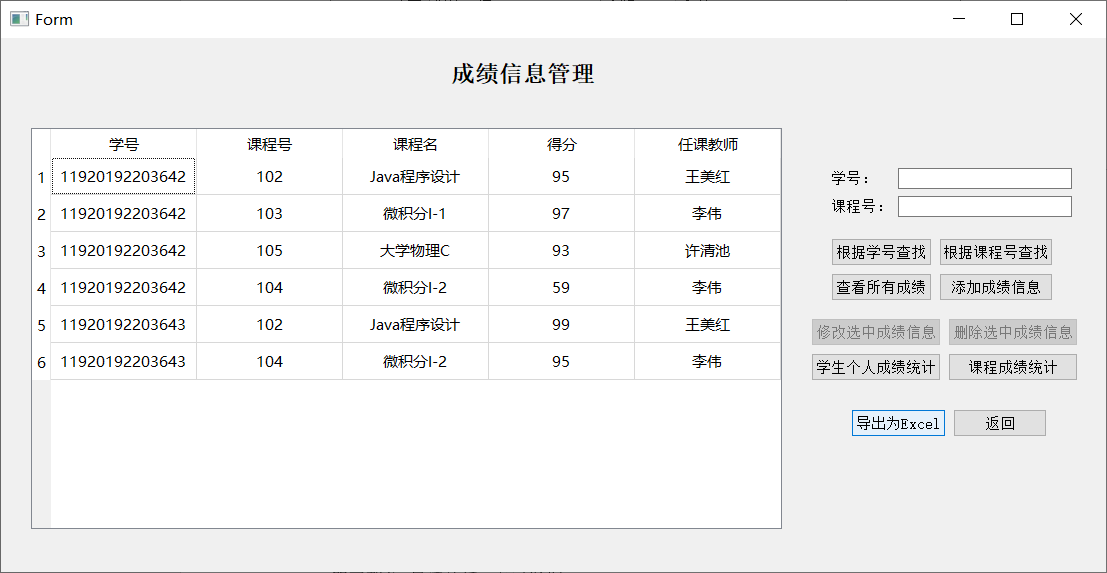 Form
成绩信息管理
学号 课程号 课程名 得分 任课教师
1 11920192203642 102 Java程序设计 95 王美红
2 11920192203642 103 微积分I-1 97 李伟
3 11920192203642 105 大学物理C 93 许清池
4 11920192203642 104 微积分I-2 59 李伟
5 11920192203643 102 Java程序设计 99 王美红
6 11920192203643 104 微积分I-2 95 李伟
学号：
课程号：
根据学号查找 根据课程号查找
查看所有成绩 添加成绩信息
修改选中成绩信息 删除选中成绩信息
学生个人成绩统计 课程成绩统计
导出为Excel 返回